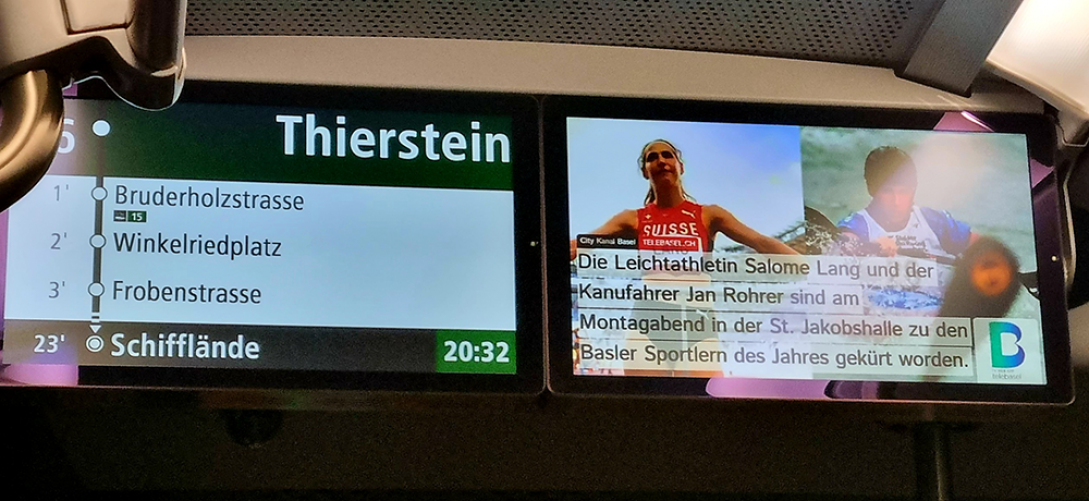 6 Thierstein
1' Bruderholzstrasse
15
2' Winkelriedplatz
3' Frobenstrasse
23' Schifflände
20:32
SUISSE
City Kanal Basel
TELEBASEL.CH
Die Leichtathletin Salome Lang und der
Kanufahrer Jan Rohrer sind am
Montagabend in der St. Jakobshalle zu den
Basler Sportlern des Jahres gekürt worden.
B
telebasel